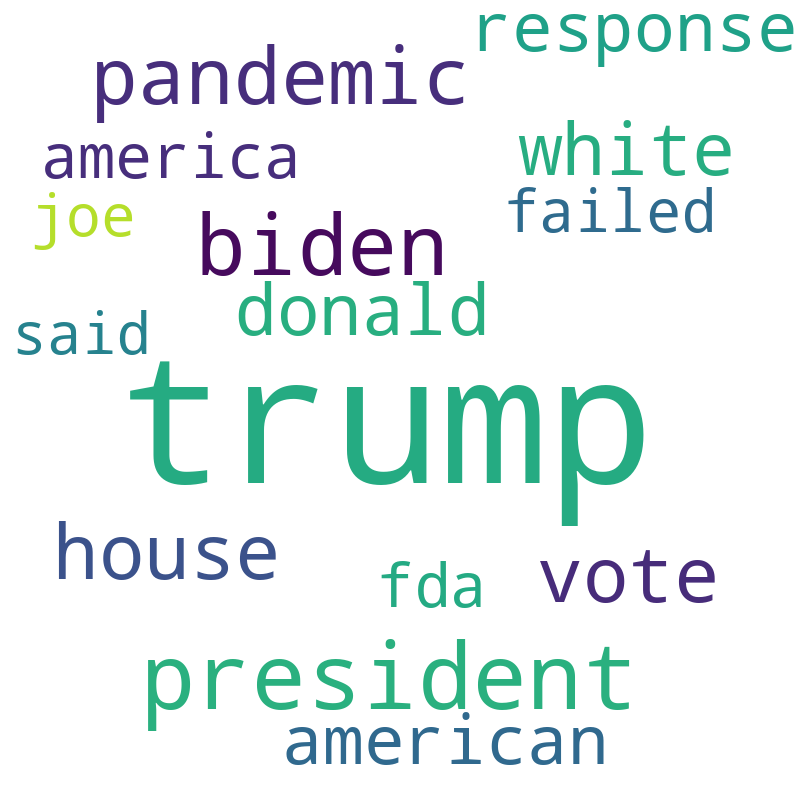 response
pandemic
america
white
joe
failed
biden
donald
said
trump
house
fda
vote
president
american